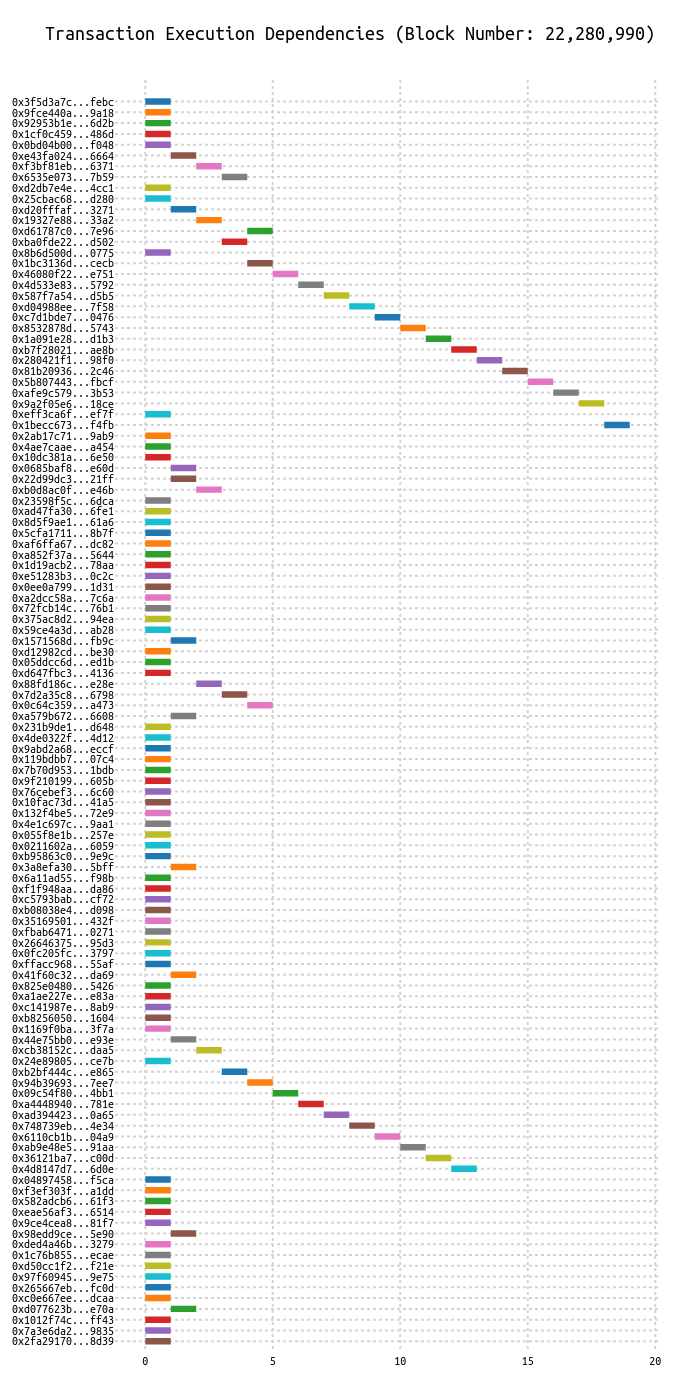 Transaction Execution Dependencies (Block Number: 22,280,990)
0x3f5d3a7c...febc
0x9fce440a...9a18
0x92953b1e...6d2b
0x1cf0c459...486d
0x0bd04b00...f048
0xe43fa024...6664
0xf3bf81eb...6371
0x6535e073...7b59
0xd2db7e4e...4cc1
0x25cbac68...d280
0xd20fffaf...3271
0x19327e88...33a2
0xd61787c0...7e96
0xba0fde22...d502
0x8b6d500d...0775
0x1bc3136d...cecb
0x46080f22...e751
0x4d533e83...5792
0x587f7a54...d5b5
0xd04988ee...7f58
0xc7d1bde7...0476
0x8532878d...5743
0x1a091e28...d1b3
0xb7f28021...ae8b
0x280421f1...98f0
0x81b20936...2c46
0x5b807443...fbcf
0xafe9c579...3b53
0x9a2f05e6...18ce
0xeff3ca6f...ef7f
0x1becc673...f4fb
0x2ab17c71...9ab9
0x4ae7caae...a454
0x10dc381a...6e50
0x0685baf8...e60d
0x22d99dc3...21ff
0xb0d8ac0f...e46b
0x23598f5c...6dca
0xad47fa30...6fe1
0x8d5f9ae1...61a6
0x5cfa1711...8b7f
0xaf6ffa67...dc82
0xa852f37a...5644
0x1d19acb2...78aa
0xe51283b3...0c2c
0x0ee0a799...1d31
0xa2dcc58a...7c6a
0x72fcb14c...76b1
0x375ac8d2...94ea
0x59ce4a3d...ab28
0x1571568d...fb9c
0xd12982cd...be30
0x05ddcc6d...ed1b
0xd647fbc3...4136
0x88fd186c...e28e
0x7d2a35c8...6798
0x0c64c359...a473
0xa579b672...6608
0x231b9de1...d648
0x4de0322f...4d12
0x9abd2a68...eccf
0x119bdbb7...07c4
0x7b70d953...1bdb
0x9f210199...605b
0x76cebef3...6c60
0x10fac73d...41a5
0x132f4be5...72e9
0x4e1c697c...9aa1
0x055f8e1b...257e
0x0211602a...6059
0xb95863c0...9e9c
0x3a8efa30...5bff
0x6a11ad55...f98b
0xf1f948aa...da86
0xc5793bab...cf72
0xb08038e4...d098
0x35169501...432f
0xfbab6471...0271
0x26646375...95d3
0x0fc205fc...3797
0xffacc968...55af
0x41f60c32...da69
0x825e0480...5426
0xa1ae227e...e83a
0xc141987e...8ab9
0xb8256050...1604
0x1169f0ba...3f7a
0x44e75bb0...e93e
0xcb38152c...daa5
0x24e89805...ce7b
0xb2bf444c...e865
0x94b39693...7ee7
0x09c54f80...4bb1
0xa4448940...781e
0xad394423...0a65
0x748739eb...4e34
0x6110cb1b...04a9
0xab9e48e5...91aa
0x36121ba7...c00d
0x4d8147d7...6d0e
0x04897458...f5ca
0xf3ef303f...a1dd
0x582adcb6...61f3
0xeae56af3...6514
0x9ce4cea8...81f7
0x98edd9ce...5e90
0xded4a46b...3279
0x1c76b855...ecae
0xd50cc1f2...f21e
0x97f60945...9e75
0x265667eb...fc0d
0xc0e667ee...dcaa
0xd077623b...e70a
0x1012f74c...ff43
0x7a3e6da2...9835
0x2fa29170...8d39
0 5 10 15 20